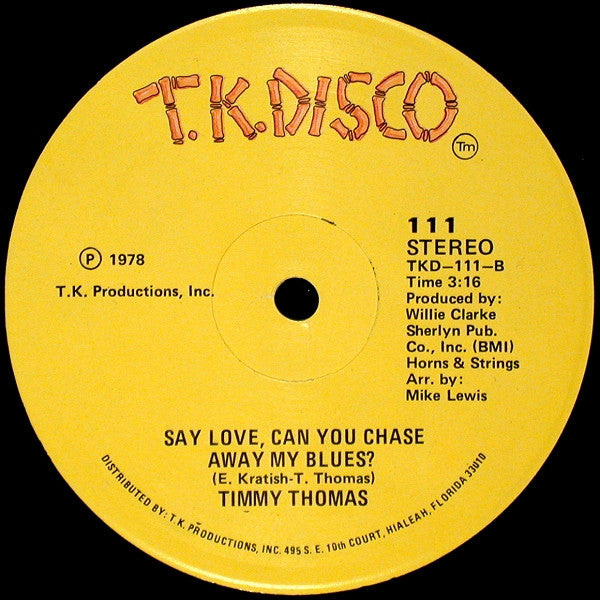 T.K.DISCO
Tm
111
STEREO
TKD–111–B
Time 3:16
Produced by:
Willie Clarke
Sherlyn Pub.
Co., Inc. (BMI)
Horns & Strings
Arr. by:
Mike Lewis
℗ 1978
T.K. Productions, Inc.
SAY LOVE, CAN YOU CHASE
AWAY MY BLUES?
(E. Kratish-T. Thomas)
TIMMY THOMAS
DISTRIBUTED BY: T.K. PRODUCTIONS, INC. 495 S. E. 10th COURT, HIALEAH, FLORIDA 33010